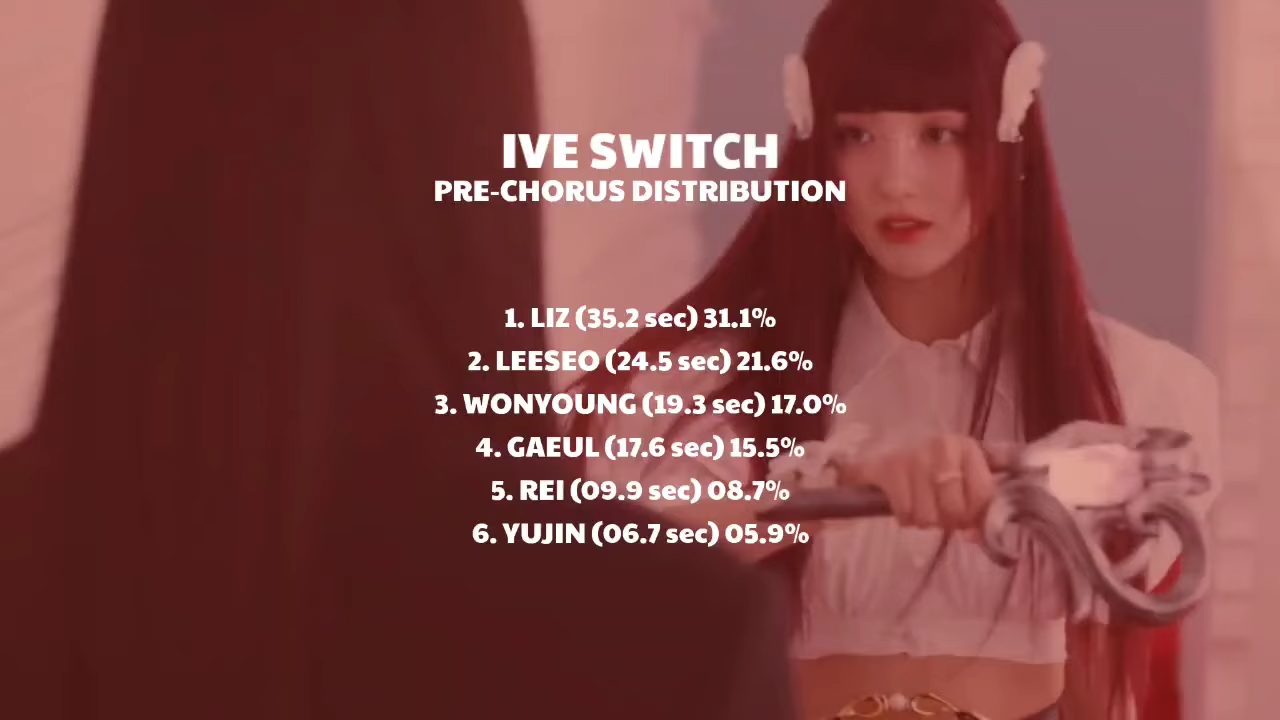 IVE SWITCH
PRE-CHORUS DISTRIBUTION
1. LIZ (35.2 sec) 31.1%
2. LEESEO (24.5 sec) 21.6%
3. WONYOUNG (19.3 sec) 17.0%
4. GAEUL (17.6 sec) 15.5%
5. REI (09.9 sec) 08.7%
6. YUJIN (06.7 sec) 05.9%